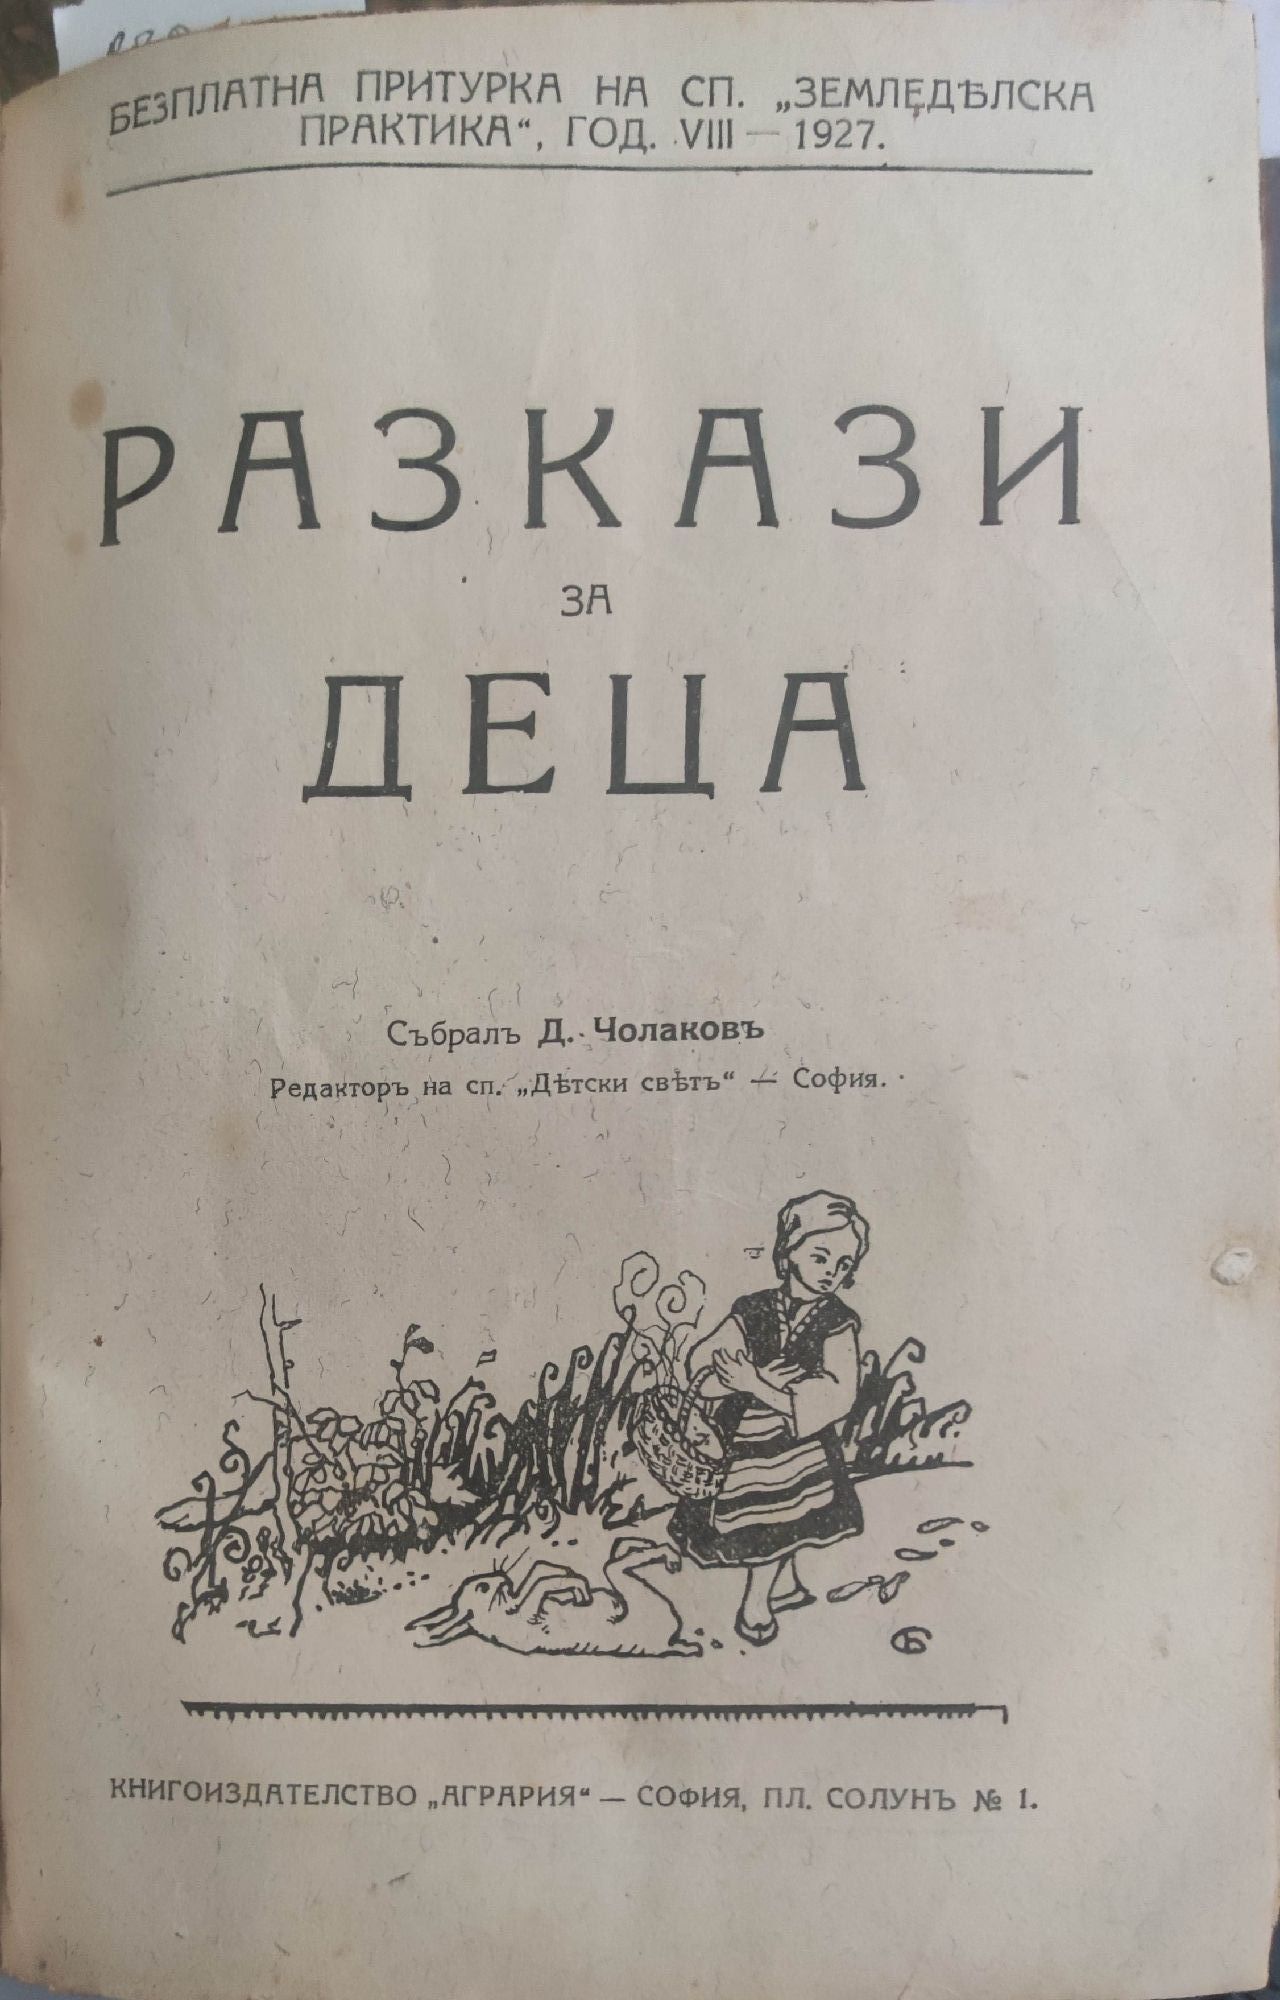 БЕЗПЛАТНА ПРИТУРКА НА СП. „ЗЕМЛЕДѢЛСКА
ПРАКТИКА“, ГОД. VIII — 1927.
РАЗКАЗИ
ЗА
ДЕЦА
Събралъ Д. Чолаковъ
Редакторъ на сп. „Дѣтски свѣтъ“ — София.
КНИГОИЗДАТЕЛСТВО „АГРАРИЯ“ — СОФИЯ, ПЛ. СОЛУНЪ № 1.